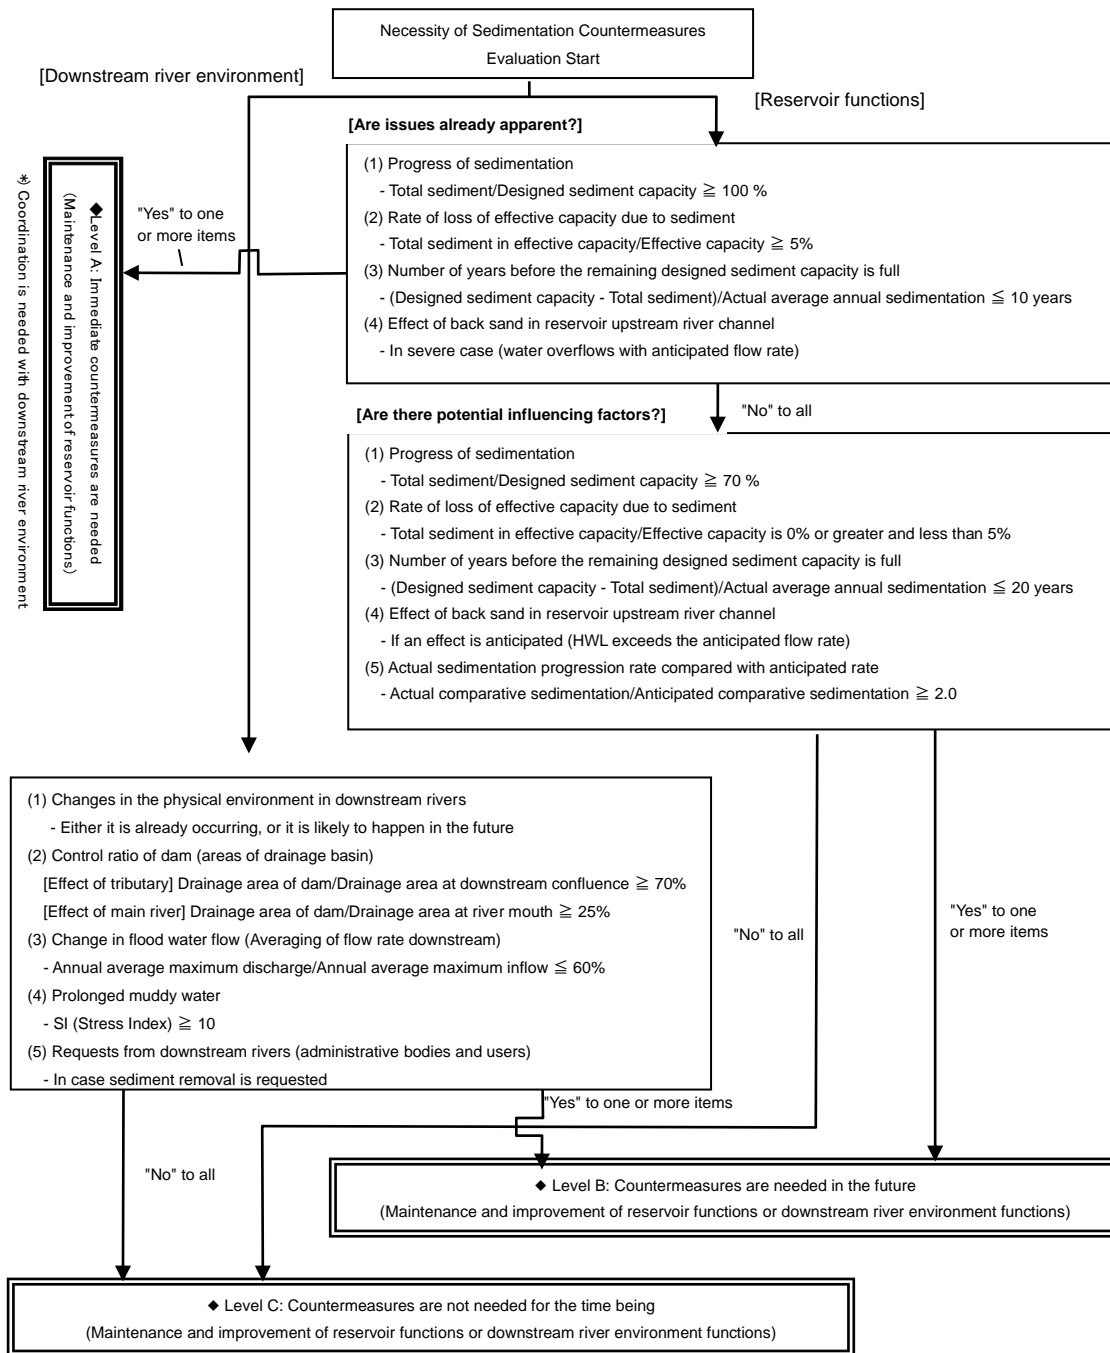 Necessity of Sedimentation Countermeasures
Evaluation Start
[Downstream river environment]
[Reservoir functions]
[Are issues already apparent?]
(1) Progress of sedimentation
- Total sediment/Designed sediment capacity ≧ 100 %
(2) Rate of loss of effective capacity due to sediment
- Total sediment in effective capacity/Effective capacity ≧ 5%
(3) Number of years before the remaining designed sediment capacity is full
- (Designed sediment capacity - Total sediment)/Actual average annual sedimentation ≦ 10 years
(4) Effect of back sand in reservoir upstream river channel
- In severe case (water overflows with anticipated flow rate)
"Yes" to one
or more items
◆Level A: Immediate countermeasures are needed
(Maintenance and improvement of reservoir functions)
*) Coordination is needed with downstream river environment
"No" to all
[Are there potential influencing factors?]
(1) Progress of sedimentation
- Total sediment/Designed sediment capacity ≧ 70 %
(2) Rate of loss of effective capacity due to sediment
- Total sediment in effective capacity/Effective capacity is 0% or greater and less than 5%
(3) Number of years before the remaining designed sediment capacity is full
- (Designed sediment capacity - Total sediment)/Actual average annual sedimentation ≦ 20 years
(4) Effect of back sand in reservoir upstream river channel
- If an effect is anticipated (HWL exceeds the anticipated flow rate)
(5) Actual sedimentation progression rate compared with anticipated rate
- Actual comparative sedimentation/Anticipated comparative sedimentation ≧ 2.0
(1) Changes in the physical environment in downstream rivers
- Either it is already occurring, or it is likely to happen in the future
(2) Control ratio of dam (areas of drainage basin)
[Effect of tributary] Drainage area of dam/Drainage area at downstream confluence ≧ 70%
[Effect of main river] Drainage area of dam/Drainage area at river mouth ≧ 25%
(3) Change in flood water flow (Averaging of flow rate downstream)
- Annual average maximum discharge/Annual average maximum inflow ≦ 60%
(4) Prolonged muddy water
- SI (Stress Index) ≧ 10
(5) Requests from downstream rivers (administrative bodies and users)
- In case sediment removal is requested
"No" to all
"Yes" to one
or more items
"Yes" to one or more items
"No" to all
◆ Level B: Countermeasures are needed in the future
(Maintenance and improvement of reservoir functions or downstream river environment functions)
◆ Level C: Countermeasures are not needed for the time being
(Maintenance and improvement of reservoir functions or downstream river environment functions)